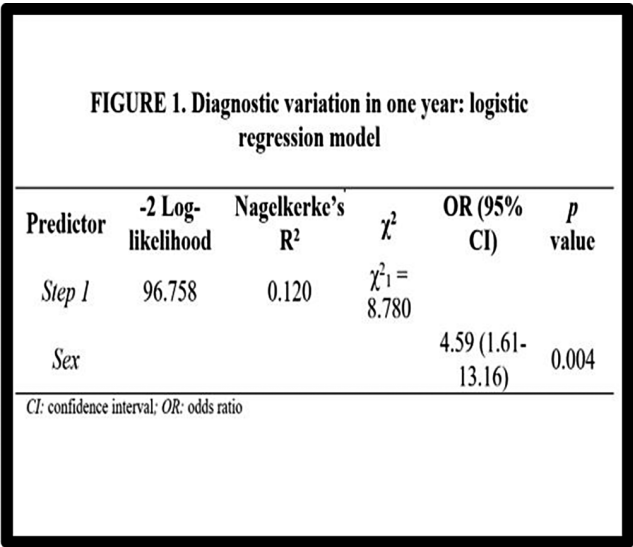 FIGURE 1. Diagnostic variation in one year: logistic
regression model
Predictor -2 Log-likelihood Nagelkerke's R² χ² OR (95% CI) p value
Step 1 96.758 0.120 χ²₁ = 8.780
Sex 4.59 (1.61-13.16) 0.004
CI: confidence interval; OR: odds ratio